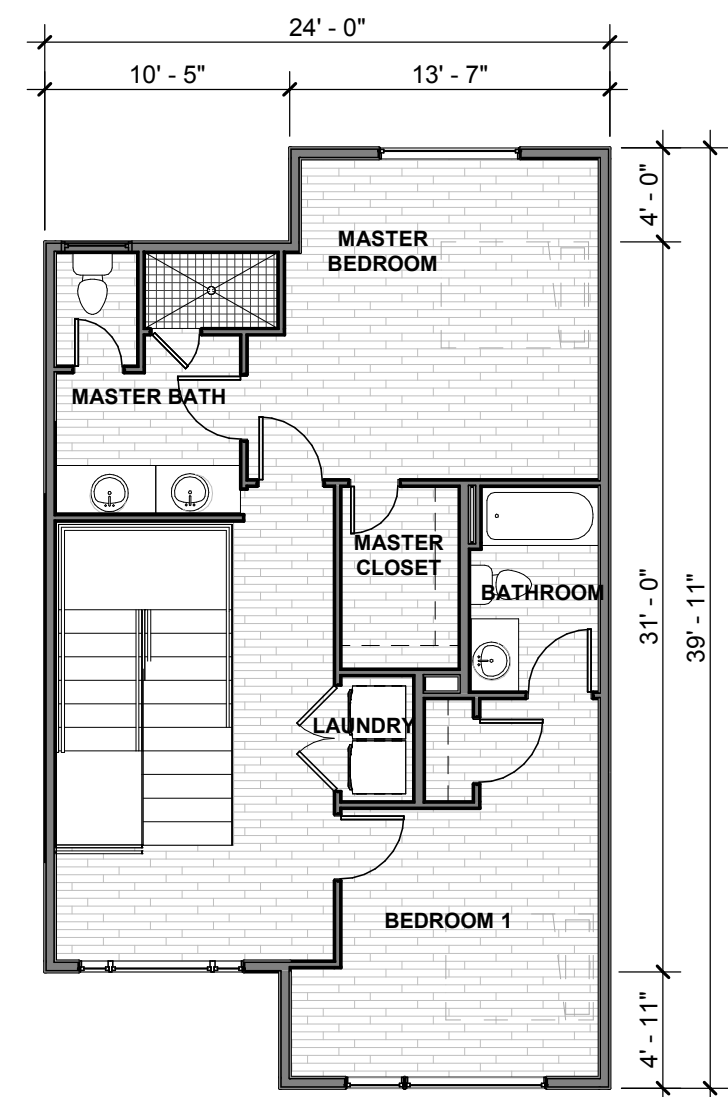 24' - 0"
10' - 5"
13' - 7"
4' - 0"
MASTER
BEDROOM
MASTER BATH
MASTER
CLOSET
BATHROOM
31' - 0"
39' - 11"
LAUNDRY
BEDROOM 1
4' - 11"